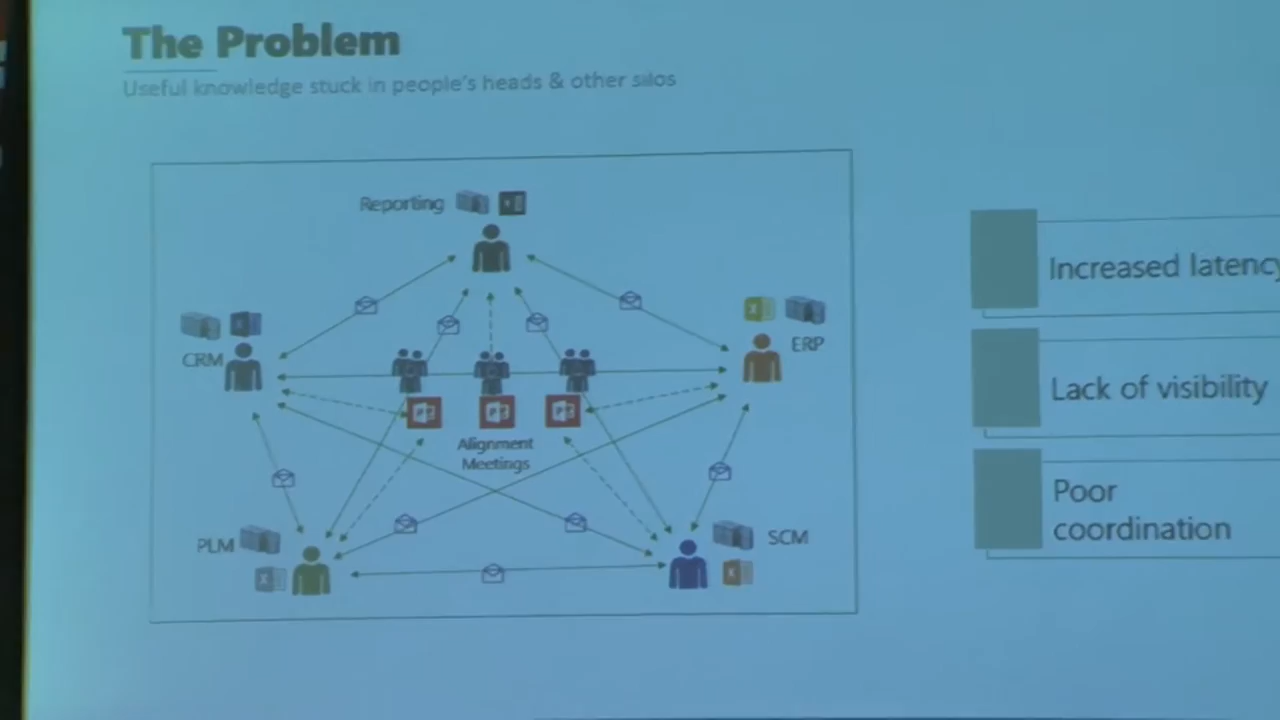 The Problem
Useful knowledge stuck in people's heads & other silos
Reporting
CRM
ERP
Alignment
Meetings
PLM
SCM
Increased latency
Lack of visibility
Poor
coordination